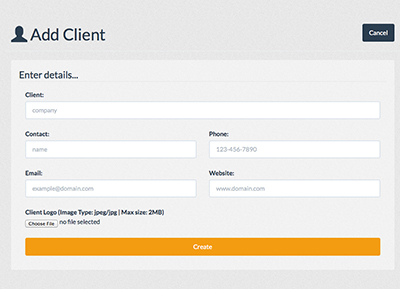 Add Client
Cancel
Enter details...
Client:
company
Contact:
Phone:
name
123-456-7890
Email:
Website:
example@domain.com
www.domain.com
Client Logo (Image Type: jpeg/jpg | Max size: 2MB)
Choose File no file selected
Create